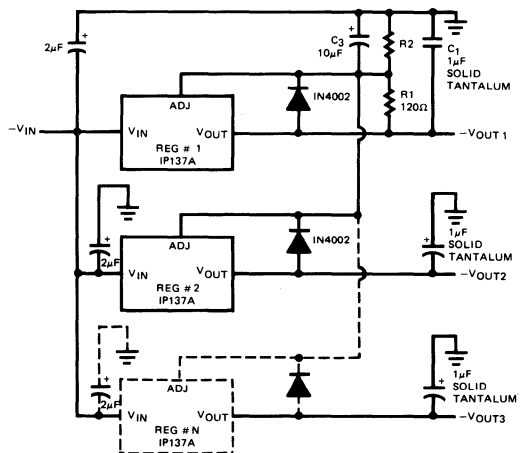 2µF
+
C3
10µF
+
R2
C1
1µF
SOLID
TANTALUM
ADJ
IN4002
R1
120Ω
−VIN
VIN
VOUT
REG # 1
IP137A
−VOUT 1
+
2µF
ADJ
IN4002
VIN
VOUT
REG #2
IP137A
+
1µF
SOLID
TANTALUM
−VOUT2
+
2µF
ADJ
VIN
VOUT
REG #N
IP137A
+
1µF
SOLID
TANTALUM
−VOUT3